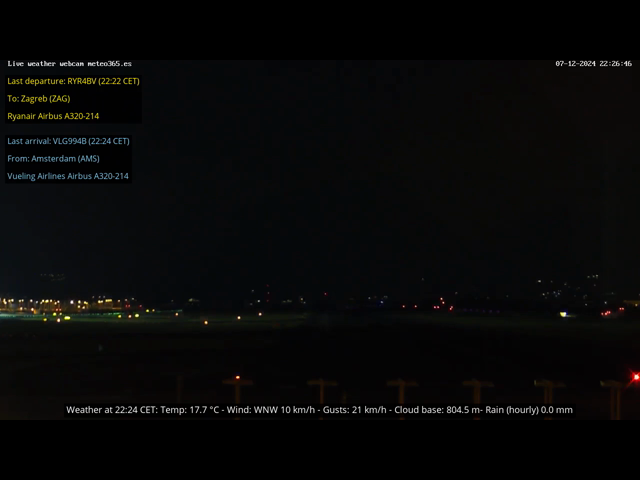 Live weather webcam meteo365.es
07-12-2024 22:26:46
Last departure: RYR4BV (22:22 CET)
To: Zagreb (ZAG)
Ryanair Airbus A320-214
Last arrival: VLG994B (22:24 CET)
From: Amsterdam (AMS)
Vueling Airlines Airbus A320-214
Weather at 22:24 CET: Temp: 17.7 °C - Wind: WNW 10 km/h - Gusts: 21 km/h - Cloud base: 804.5 m- Rain (hourly) 0.0 mm